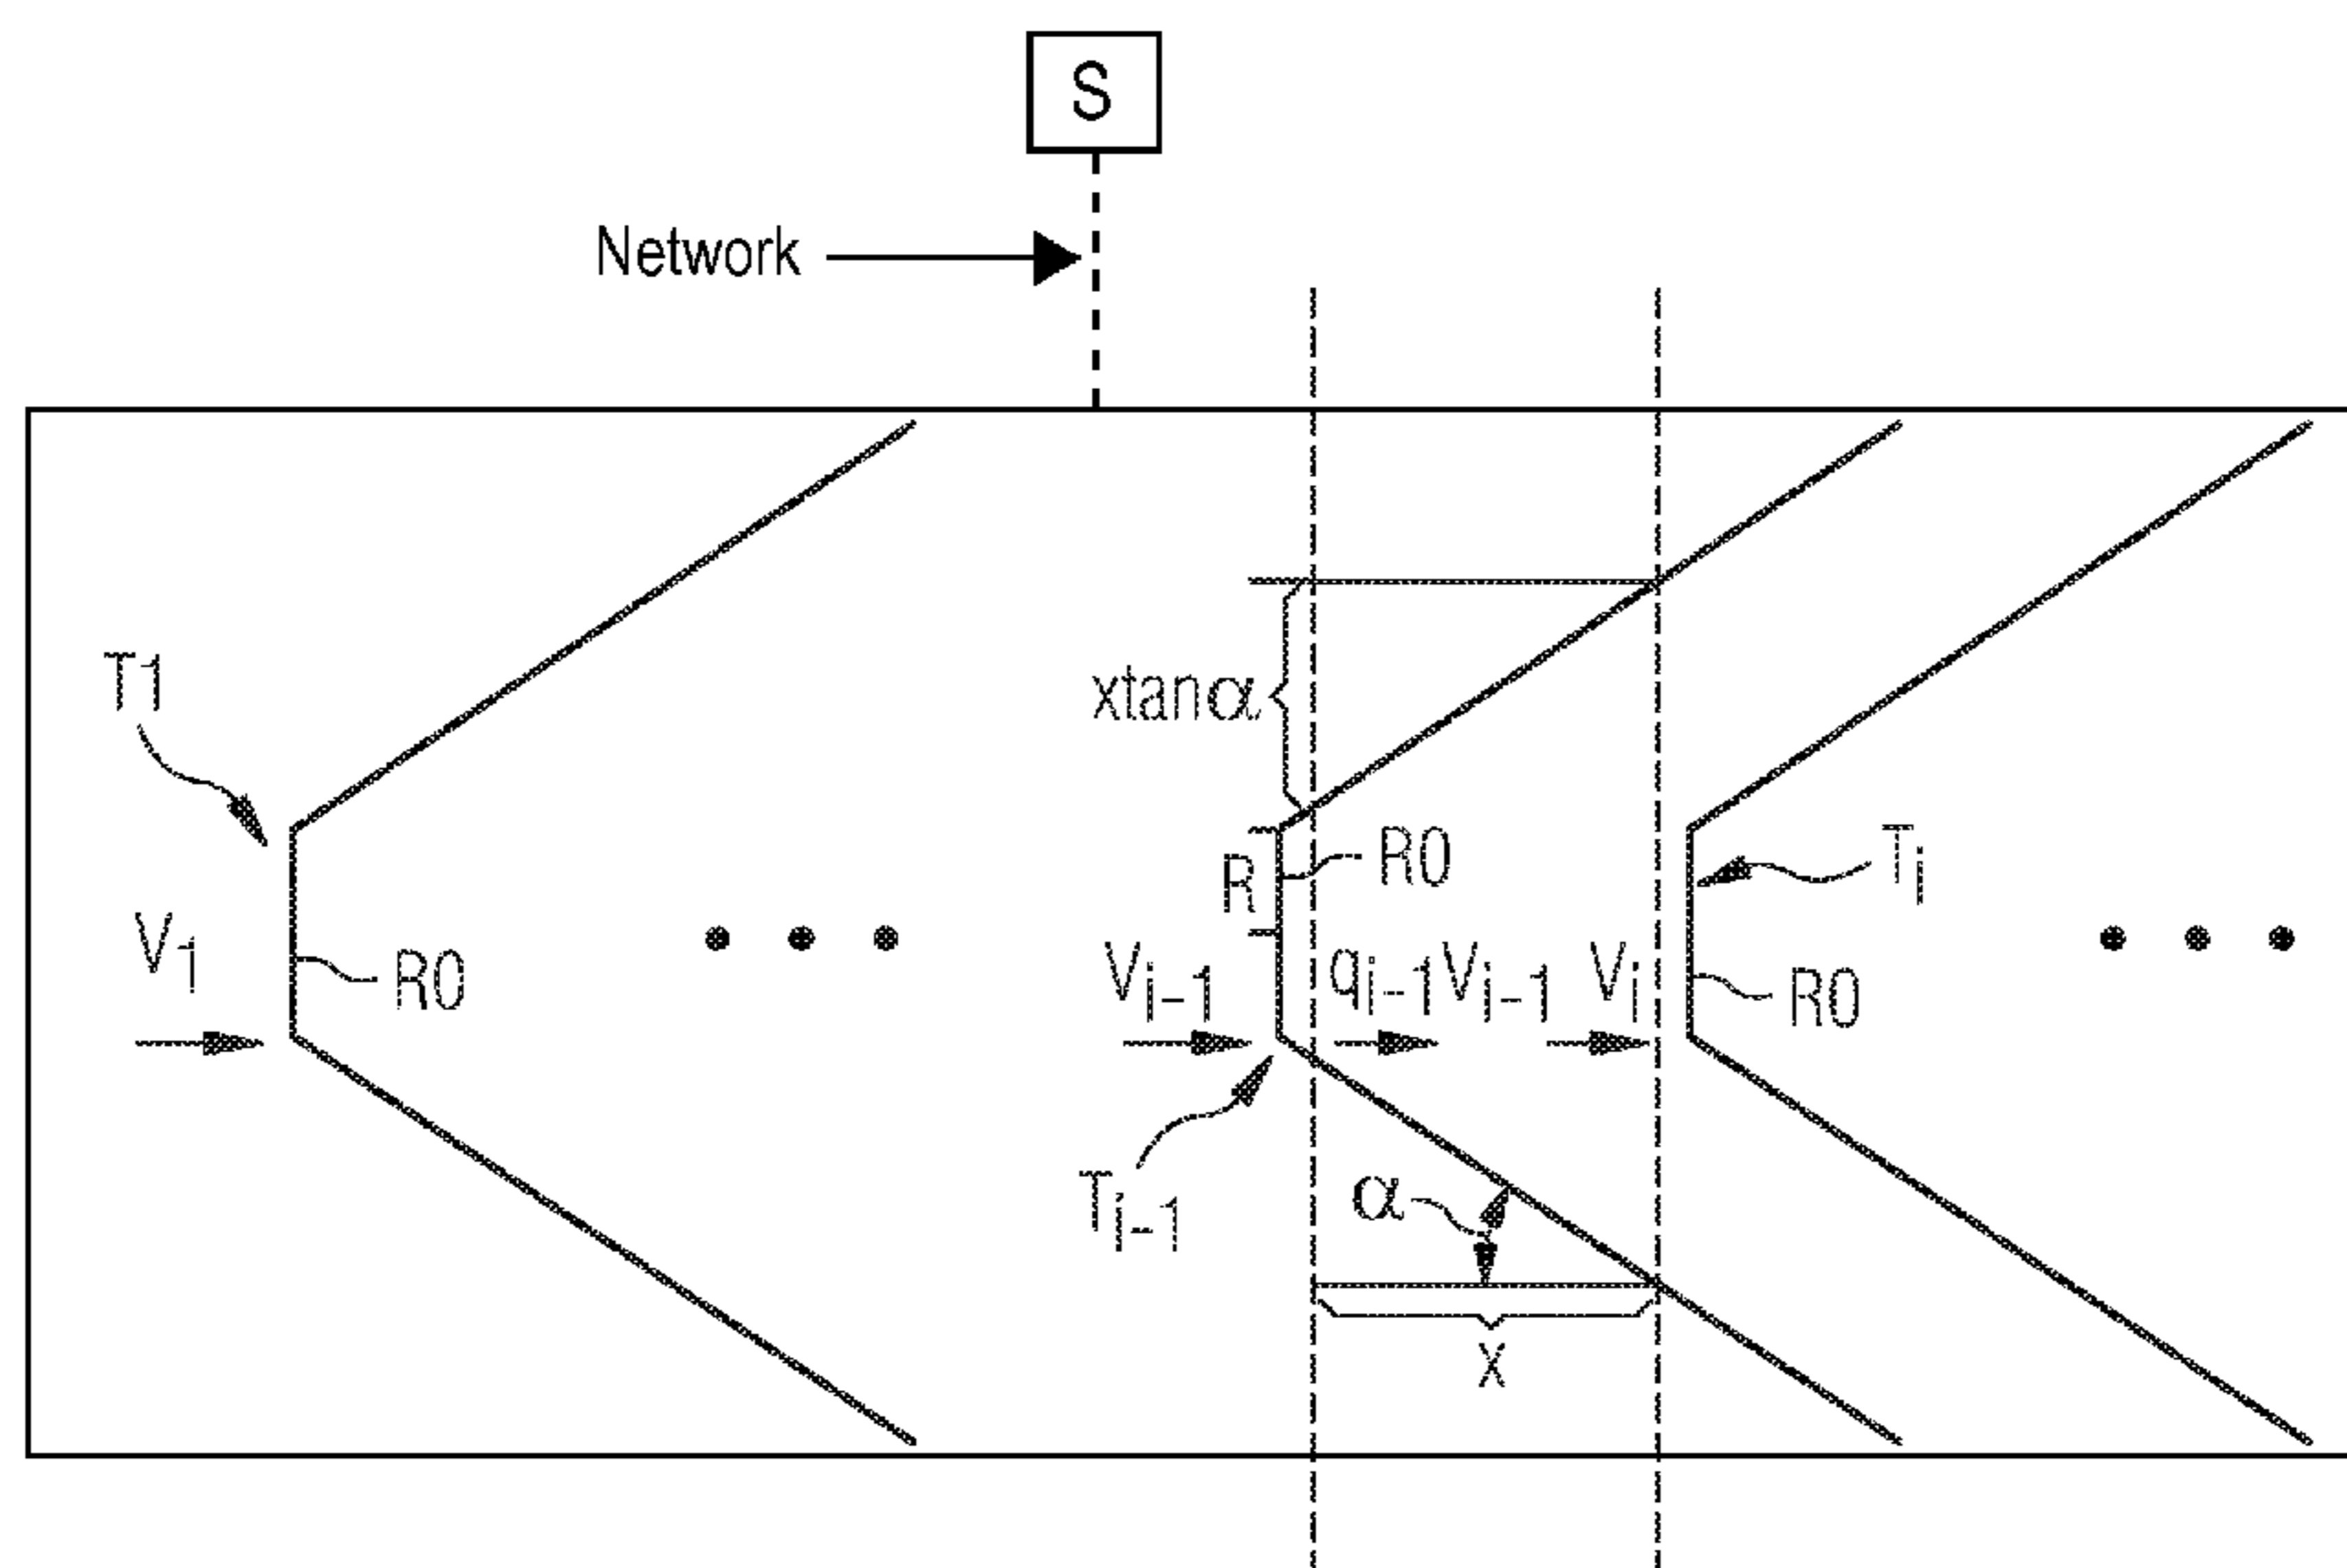 S
Network
T1
xtanα
R
R0
Ti
V1
R0
Vi-1
qi-1Vi-1
Vi
R0
Ti-1
α
X